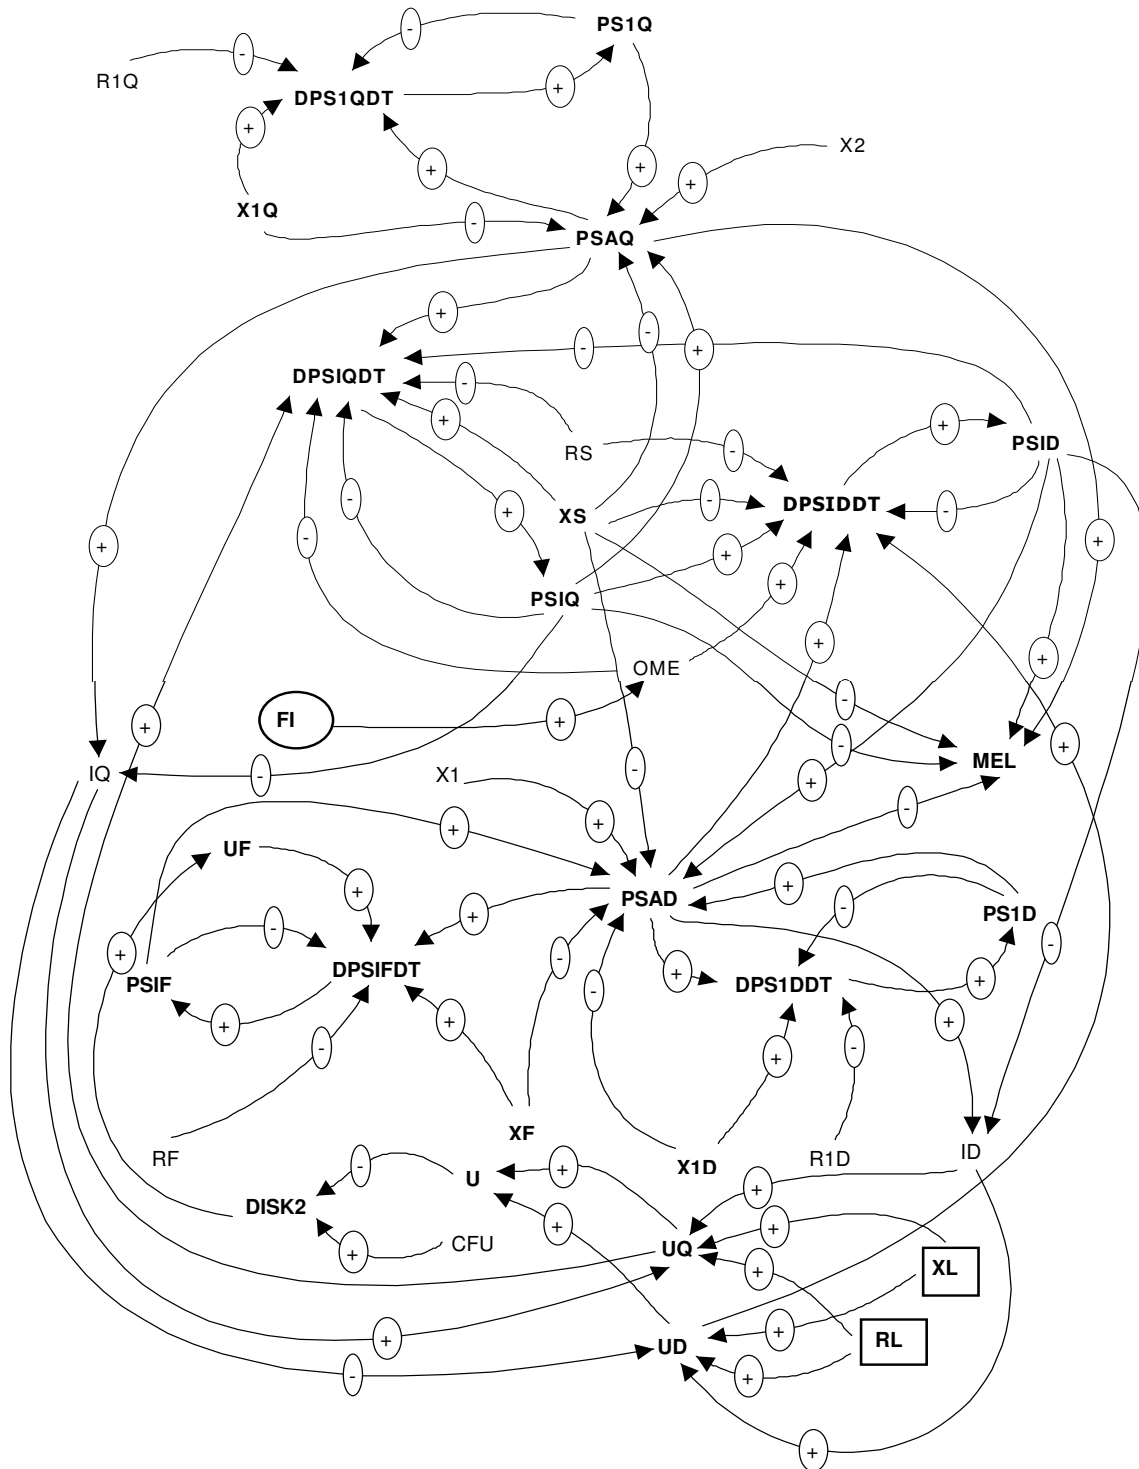 PS1Q
-
-
R1Q
+
DPS1QDT
+
X2
+
+
+
X1Q
-
PSAQ
+
-
-
+
DPSIQDT
-
+
+
PSID
RS
-
-
-
DPSIDDT
-
+
XS
-
+
+
+
PSIQ
+
+
OME
+
-
FI
+
+
-
+
MEL
IQ
-
X1
-
+
-
+
+
UF
+
+
PSAD
-
PS1D
+
-
+
-
-
PSIF
DPSIFDT
+
DPS1DDT
+
-
+
+
+
-
+
-
XF
RF
X1D
R1D
ID
-
+
U
+
DISK2
+
+
CFU
+
UQ
+
XL
+
+
UD
RL
-
+
+